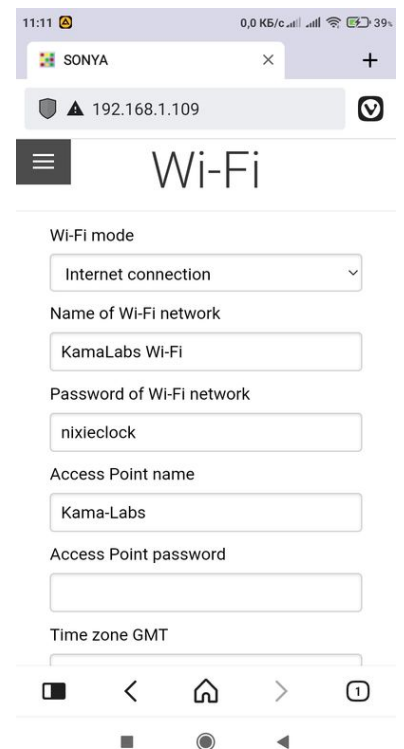 11:11 0,0 КБ/с 39%
SONYA
192.168.1.109
Wi-Fi
Wi-Fi mode
Internet connection
Name of Wi-Fi network
KamaLabs Wi-Fi
Password of Wi-Fi network
nixieclock
Access Point name
Kama-Labs
Access Point password
Time zone GMT
1